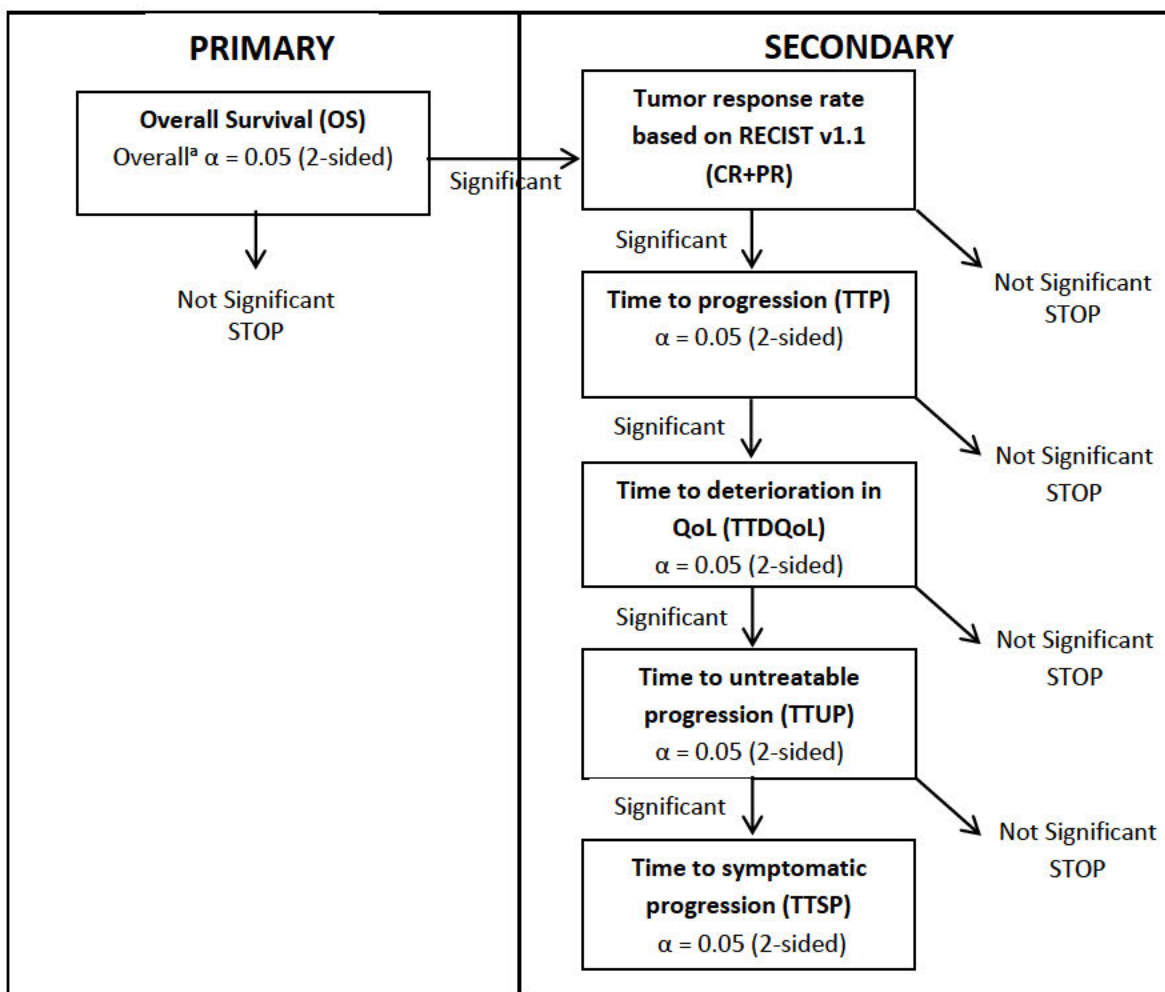 PRIMARY
Overall Survival (OS)
Overallᵃ α = 0.05 (2-sided)
Significant
Not Significant
STOP
SECONDARY
Tumor response rate
based on RECIST v1.1
(CR+PR)
Significant
Not Significant
STOP
Time to progression (TTP)
α = 0.05 (2-sided)
Significant
Not Significant
STOP
Time to deterioration in
QoL (TTDQoL)
α = 0.05 (2-sided)
Significant
Not Significant
STOP
Time to untreatable
progression (TTUP)
α = 0.05 (2-sided)
Significant
Not Significant
STOP
Time to symptomatic
progression (TTSP)
α = 0.05 (2-sided)